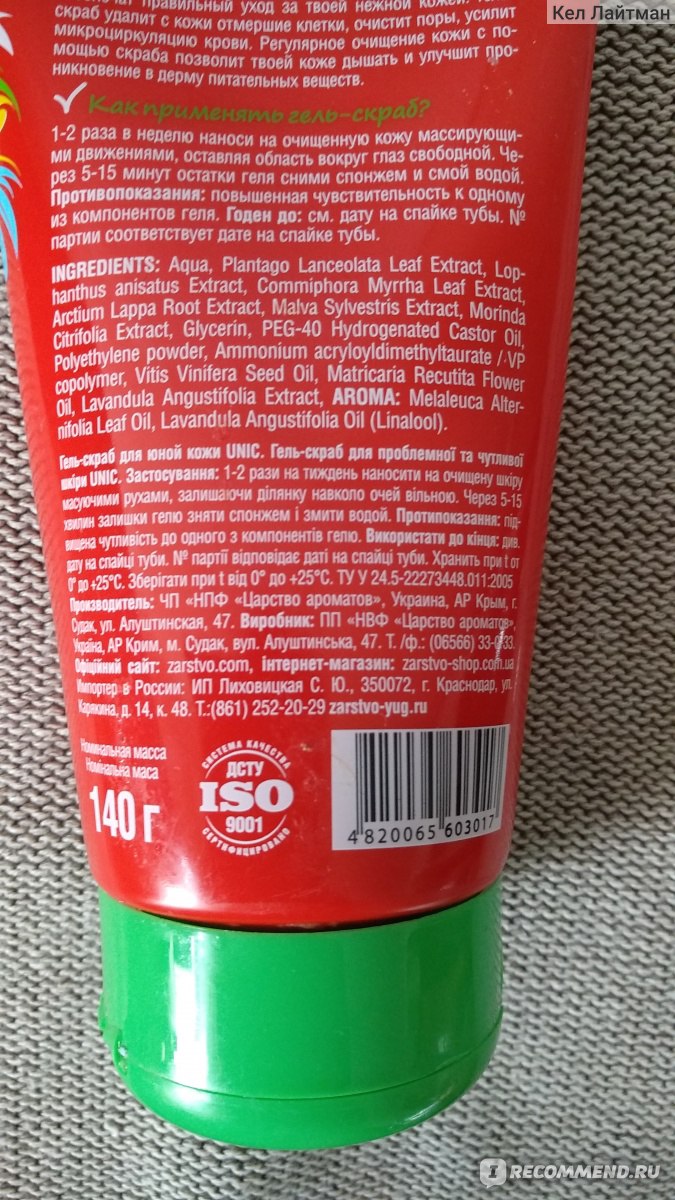 Кел Лайтман
правильный уход за твоей нежной кожей.
скраб удалит с кожи отмершие клетки, очистит поры, усилит
микроциркуляцию крови. Регулярное очищение кожи с по-
мощью скраба позволит твоей коже дышать и улучшит про-
никновение в дерму питательных веществ.
Как применять гель-скраб?
1-2 раза в неделю наноси на очищенную кожу массирующи-
ми движениями, оставляя область вокруг глаз свободной. Че-
рез 5-15 минут остатки геля сними спонжем и смой водой.
Противопоказания: повышенная чувствительность к одному
из компонентов геля. Годен до: см. дату на спайке тубы. №
партии соответствует дате на спайке тубы.
INGREDIENTS: Aqua, Plantago Lanceolata Leaf Extract, Lop-
hanthus anisatus Extract, Commiphora Myrrha Leaf Extract,
Arctium Lappa Root Extract, Malva Sylvestris Extract, Morinda
Citrifolia Extract, Glycerin, PEG-40 Hydrogenated Castor Oil,
Polyethylene powder, Ammonium acryloyldimethyltaurate / VP
copolymer, Vitis Vinifera Seed Oil, Matricaria Recutita Flower
Oil, Lavandula Angustifolia Extract, AROMA: Melaleuca Alter-
nifolia Leaf Oil, Lavandula Angustifolia Oil (Linalool).
Гель-скраб для юной кожи UNIC. Гель-скраб для проблемної та чутливої
шкіри UNIC. Застосування: 1-2 рази на тиждень наносити на очищену шкіру
масуючими рухами, залишаючи ділянку навколо очей вільною. Через 5-15
хвилин залишки гелю зняти спонжем і змити водой. Протипоказання: під-
вищена чутливість до одного з компонентів гелю. Використати до кінця: див.
дату на спайці туби. № партії відповідає даті на спайці туби. Хранить при t от
0° до +25°С. Зберігати при t від 0° до +25°С. ТУ У 24.5-22273448.011:2005
Производитель: ЧП «НПФ «Царство ароматов», Украина, АР Крым, г.
Судак, ул. Алуштинская, 47. Виробник: ПП «НВФ «Царство ароматов»,
Україна, АР Крим, м. Судак, вул. Алуштинська, 47. Т. /ф.: (06566) 33-033.
Офіційний сайт: zarstvo.com, інтернет-магазин: zarstvo-shop.com.ua
Импортер в России: ИП Лиховицкая С. Ю., 350072, г. Краснодар, ул.
Карякина, д. 14, к. 48. Т.:(861) 252-20-29 zarstvo-yug.ru
Номинальная масса
Номінальна маса
140 г
СИСТЕМА КАЧЕСТВА
ДСТУ
ISO
9001
СЕРТИФИЦИРОВАНО
4 820065 603017
IRECOMMEND.RU